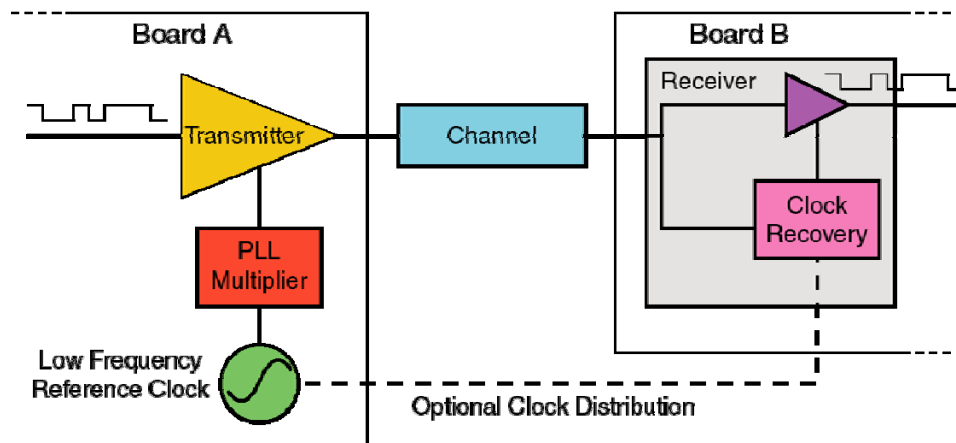 Board A
Board B
Receiver
Transmitter
Channel
Clock
Recovery
PLL
Multiplier
Low Frequency
Reference Clock
Optional Clock Distribution